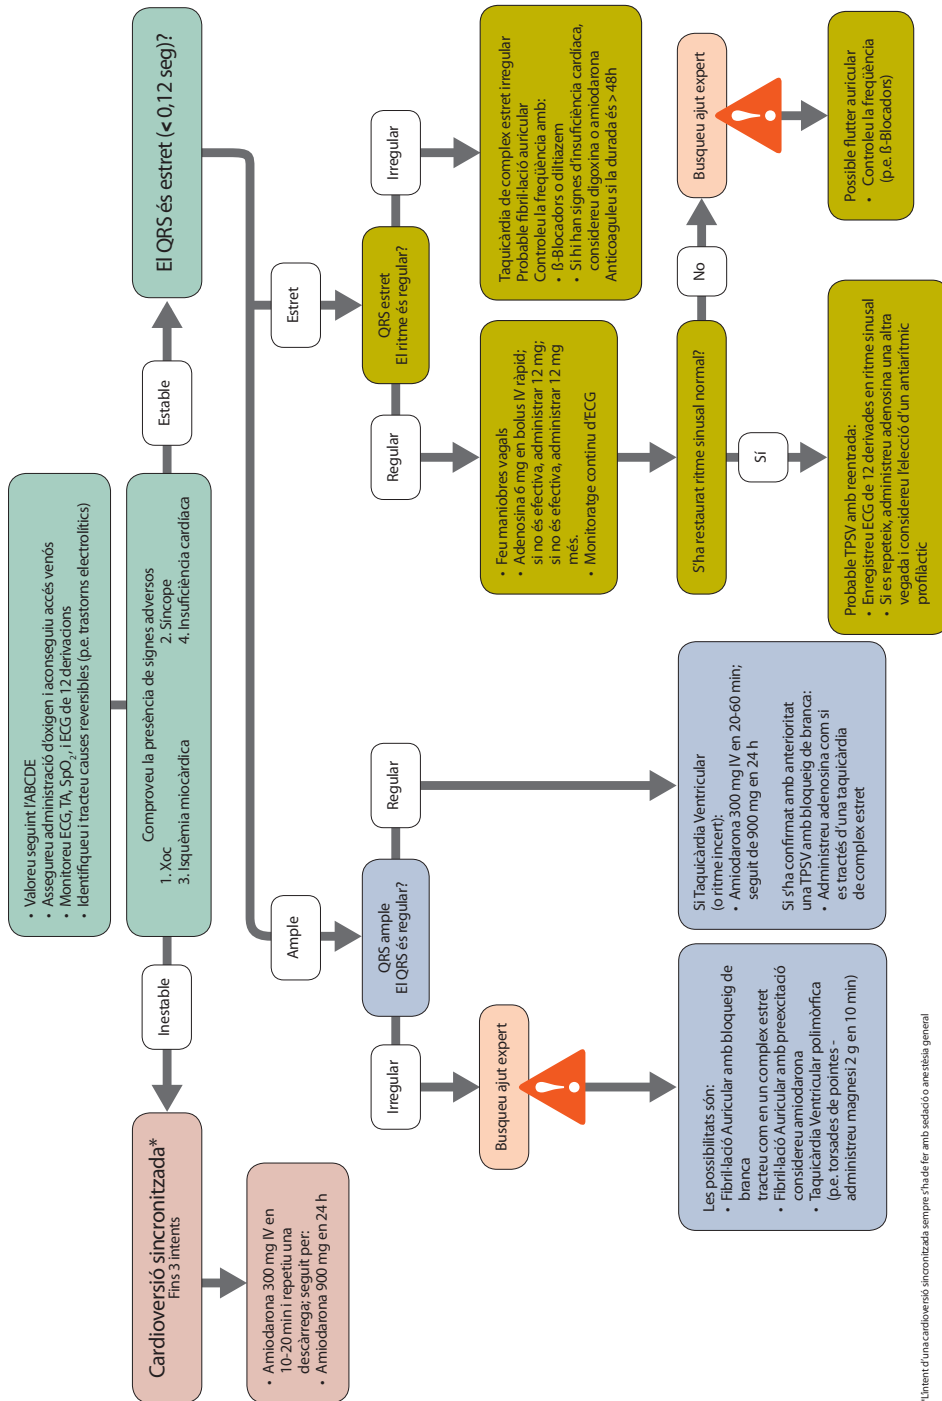 • Valoreu seguint l'ABCDE
• Assegureu administració d'oxigen i aconseguiu accés venós
• Monitoreu ECG, TA, SpO₂, i ECG de 12 derivacions
• Identifiqueu i tracteu causes reversibles (p.e. trastorns electrolítics)
Comproveu la presència de signes adversos
1. Xoc 2. Síncope
3. Isquèmia miocàrdica 4. Insuficiència cardíaca
Inestable
Estable
Cardioversió sincronitzada*
Fins 3 intents
• Amiodarona 300 mg IV en
10-20 min i repetiu una
descàrrega; seguit per:
• Amiodarona 900 mg en 24 h
El QRS és estret (< 0,12 seg)?
Ample
Estret
QRS ample
El QRS és regular?
Irregular
Regular
Busqueu ajut expert
Les possibilitats són:
• Fibril·lació Auricular amb bloqueig de
branca
tracteu com en un complex estret
• Fibril·lació Auricular amb preexcitació
considereu amiodarona
• Taquicàrdia Ventricular polimòrfica
(p.e. torsades de pointes -
administreu magnesi 2 g en 10 min)
Si Taquicàrdia Ventricular
(o ritme incert):
• Amiodarona 300 mg IV en 20-60 min;
seguit de 900 mg en 24 h
Si s'ha confirmat amb anterioritat
una TPSV amb bloqueig de branca:
• Administreu adenosina com si
es tractés d'una taquicàrdia
de complex estret
QRS estret
El ritme és regular?
Regular
Irregular
• Feu maniobres vagals
• Adenosina 6 mg en bolus IV ràpid;
si no és efectiva, administrar 12 mg;
si no és efectiva, administrar 12 mg
més.
• Monitoratge continu d'ECG
Taquicàrdia de complex estret irregular
Probable fibril·lació auricular
Controleu la freqüència amb:
• ß-Blocadors o diltiazem
• Si hi han signes d'insuficiència cardíaca,
considereu digoxina o amiodarona
Anticoaguleu si la durada és > 48h
S'ha restaurat ritme sinusal normal?
Sí
No
Busqueu ajut expert
Probable TPSV amb reentrada:
• Enregistreu ECG de 12 derivades en ritme sinusal
• Si es repeteix, administreu adenosina una altra
vegada i considereu l'elecció d'un antiarítmic
profilàctic
Possible flutter auricular
• Controleu la freqüència
(p.e. ß-Blocadors)
*L'intent d'una cardioversió sincronitzada sempre s'ha de fer amb sedació o anestèsia general